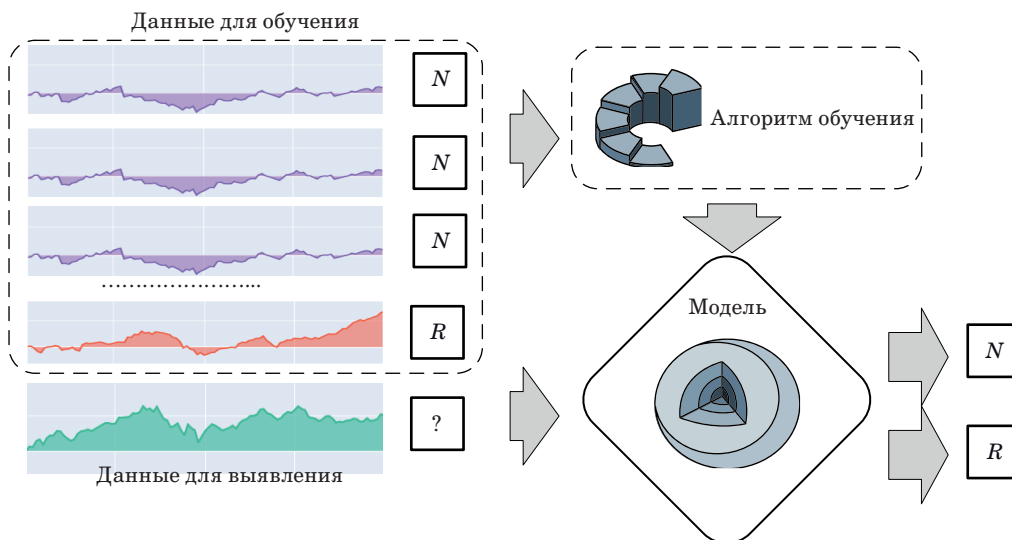 Данные для обучения
N
N
N
R
?
Данные для выявления
Алгоритм обучения
Модель
N
R